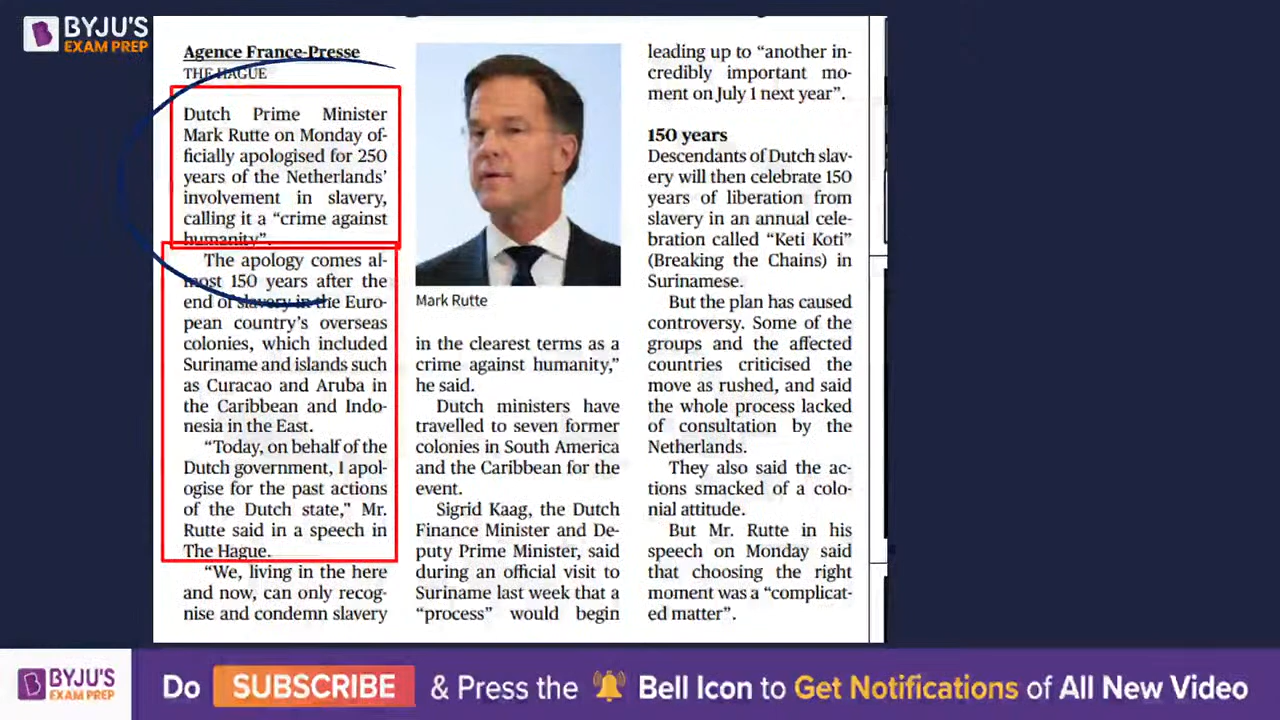 BYJU'S
EXAM PREP
Agence France-Presse
THE HAGUE
Dutch Prime Minister
Mark Rutte on Monday of-
ficially apologised for 250
years of the Netherlands'
involvement in slavery,
calling it a “crime against
humanity”.
The apology comes al-
most 150 years after the
end of slavery in the Euro-
pean country's overseas
colonies, which included
Suriname and islands such
as Curacao and Aruba in
the Caribbean and Indo-
nesia in the East.
“Today, on behalf of the
Dutch government, I apol-
ogise for the past actions
of the Dutch state,” Mr.
Rutte said in a speech in
The Hague.
“We, living in the here
and now, can only recog-
nise and condemn slavery
Mark Rutte
in the clearest terms as a
crime against humanity,”
he said.
Dutch ministers have
travelled to seven former
colonies in South America
and the Caribbean for the
event.
Sigrid Kaag, the Dutch
Finance Minister and De-
puty Prime Minister, said
during an official visit to
Suriname last week that a
“process” would begin
leading up to “another in-
credibly important mo-
ment on July 1 next year”.
150 years
Descendants of Dutch slav-
ery will then celebrate 150
years of liberation from
slavery in an annual cele-
bration called “Keti Koti”
(Breaking the Chains) in
Surinamese.
But the plan has caused
controversy. Some of the
groups and the affected
countries criticised the
move as rushed, and said
the whole process lacked
of consultation by the
Netherlands.
They also said the ac-
tions smacked of a colo-
nial attitude.
But Mr. Rutte in his
speech on Monday said
that choosing the right
moment was a “complicat-
ed matter”.
BYJU'S
EXAM PREP
Do SUBSCRIBE & Press the Bell Icon to Get Notifications of All New Video